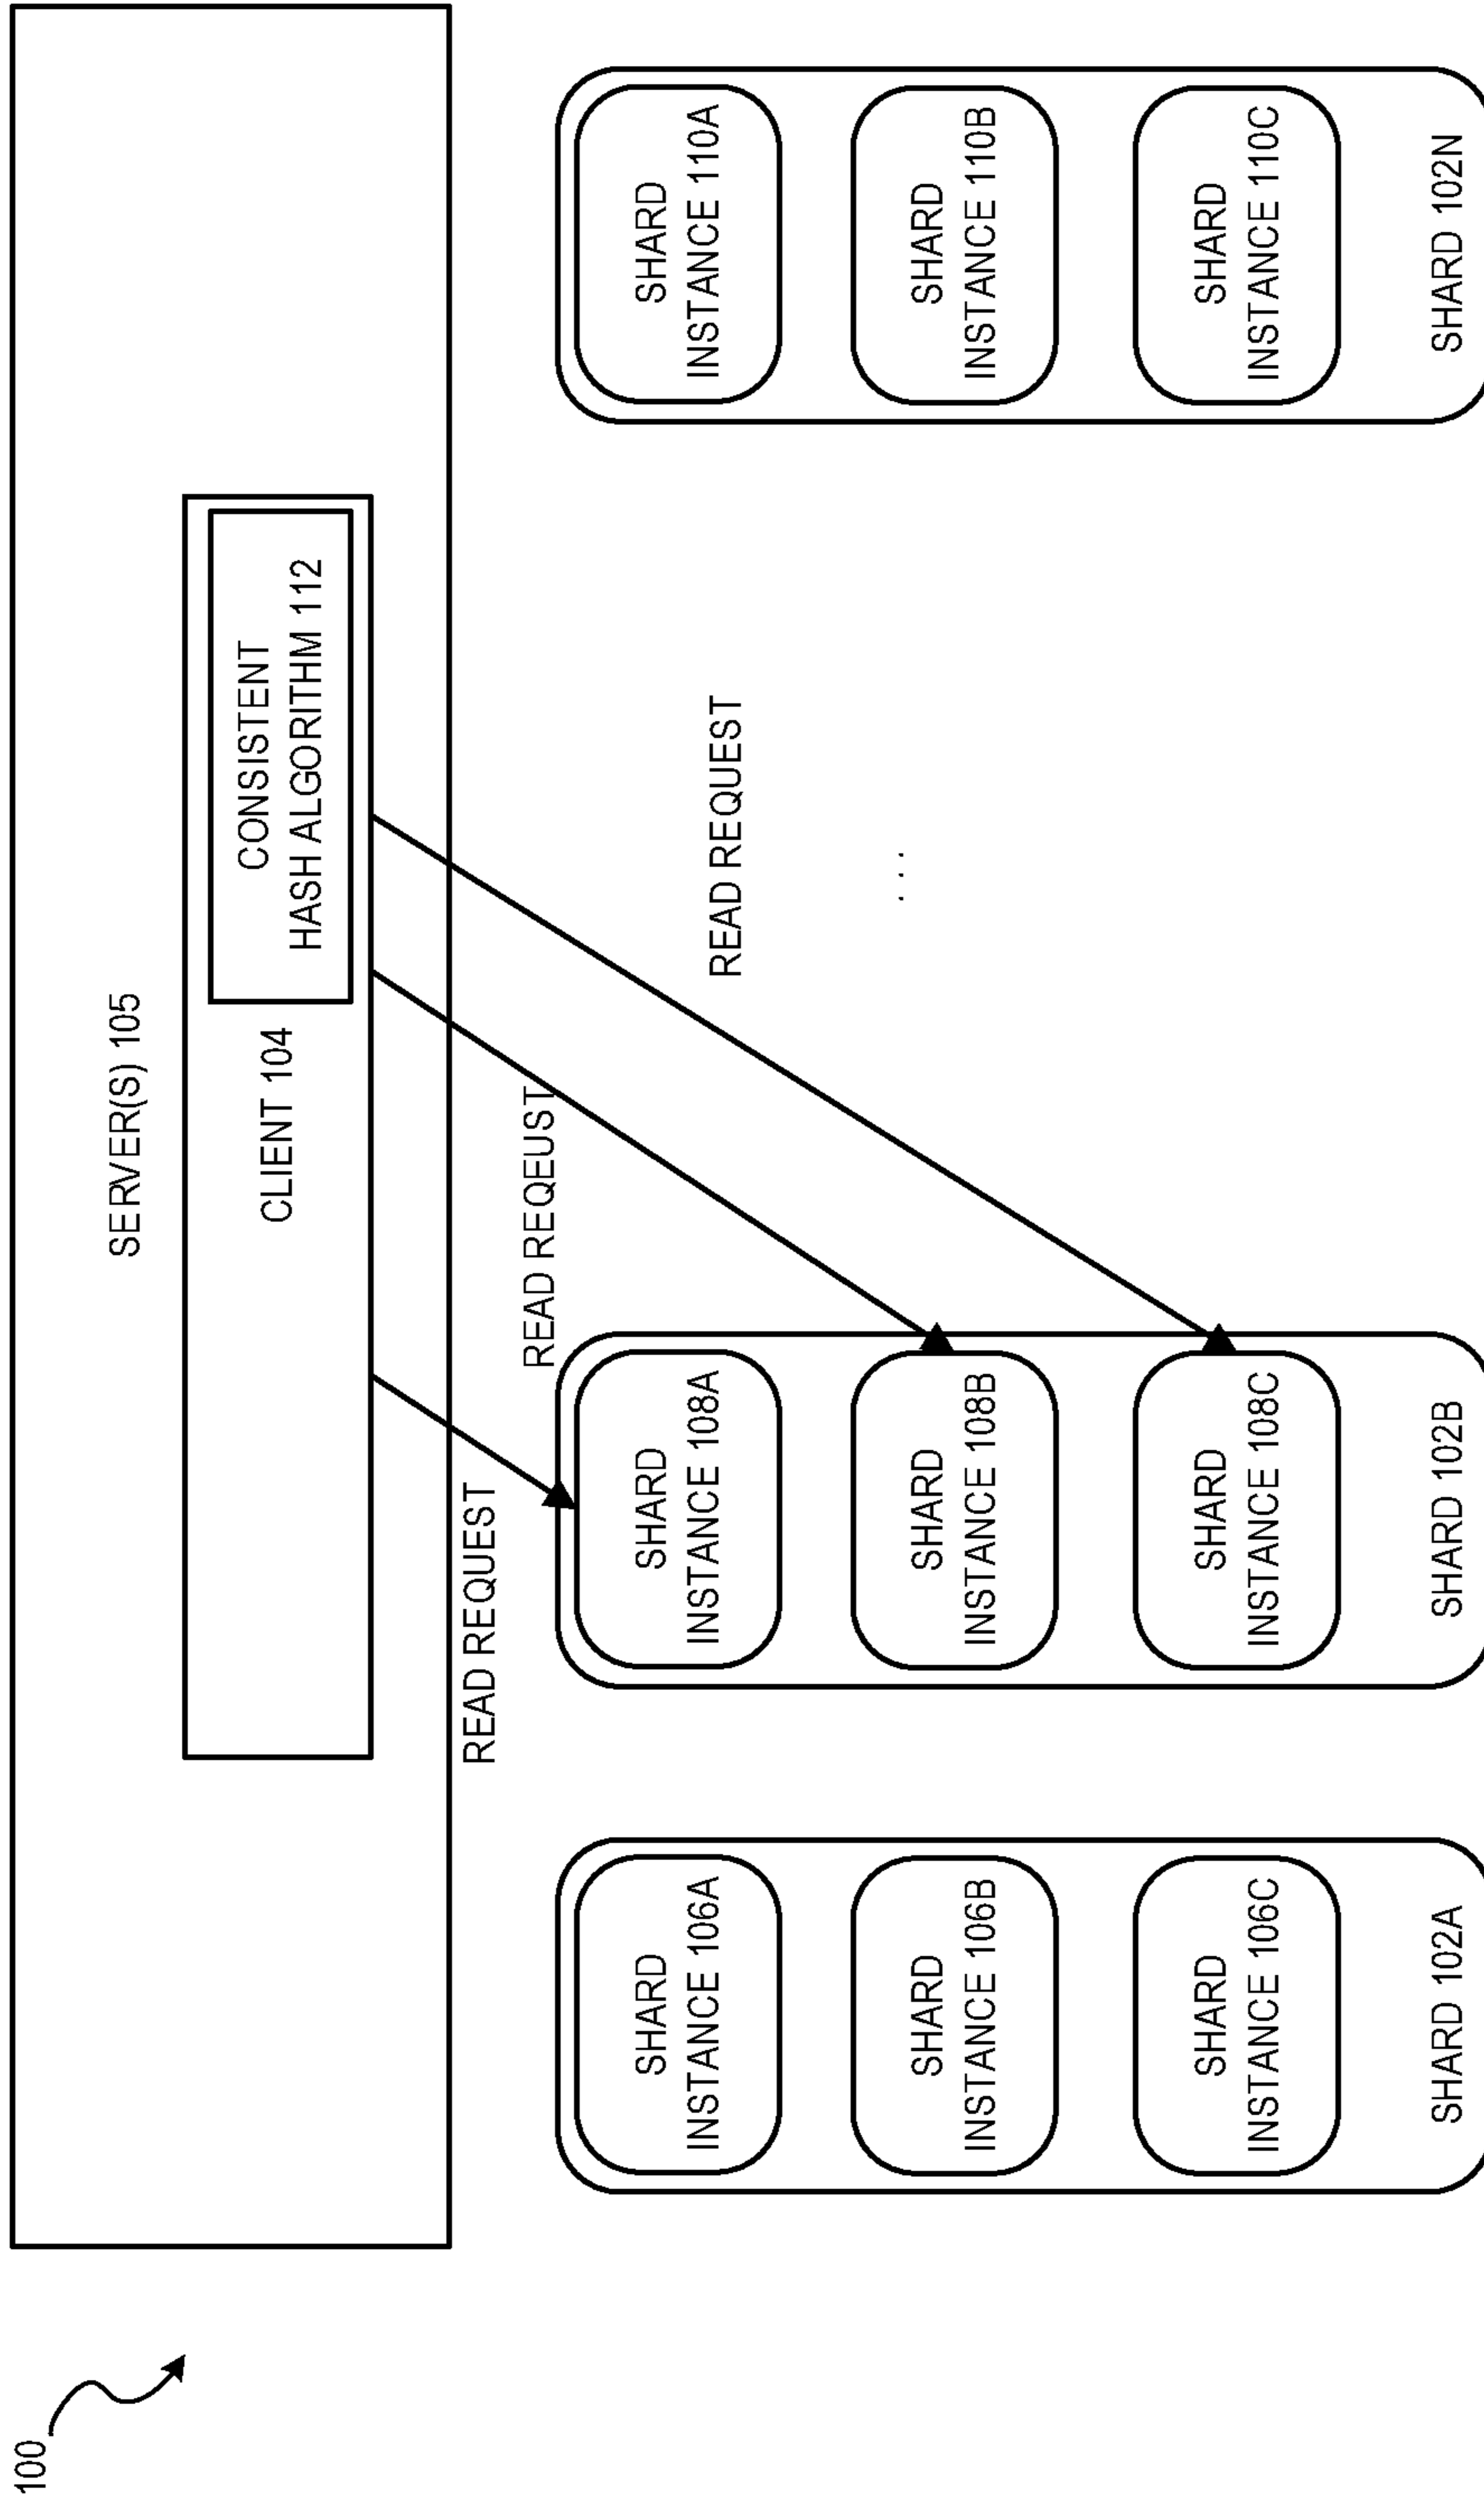 100
SERVER(S) 105
CLIENT 104
CONSISTENT
HASH ALGORITHM 112
READ REQUEST
READ REQEUST
READ REQUEST
SHARD
INSTANCE 106A
SHARD
INSTANCE 106B
SHARD
INSTANCE 106C
SHARD 102A
SHARD
INSTANCE 108A
SHARD
INSTANCE 108B
SHARD
INSTANCE 108C
SHARD 102B
. . .
SHARD
INSTANCE 110A
SHARD
INSTANCE 110B
SHARD
INSTANCE 110C
SHARD 102N